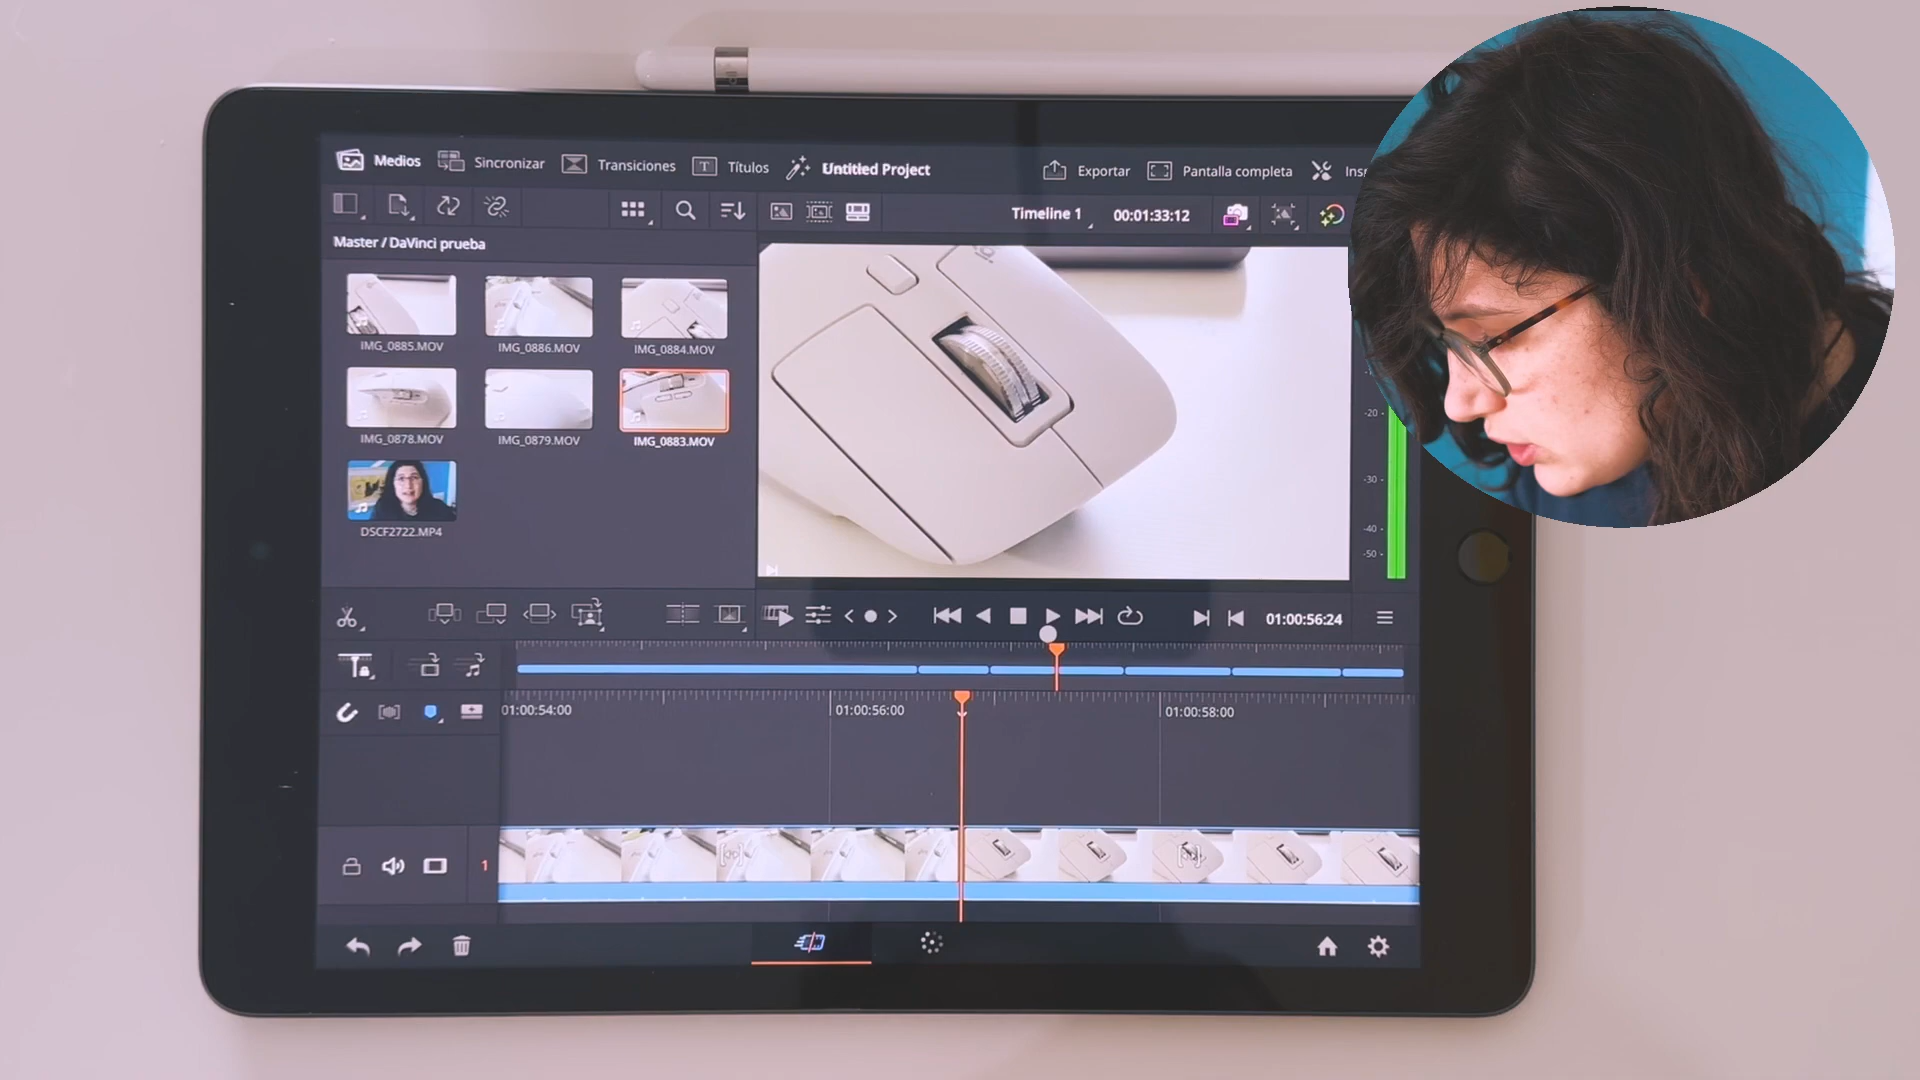 Medios Sincronizar Transiciones Títulos Untitled Project Exportar Pantalla completa
Timeline 1 00:01:33:12
Master / DaVinci prueba
IMG_0885.MOV IMG_0886.MOV IMG_0884.MOV
IMG_0878.MOV IMG_0879.MOV IMG_0883.MOV
DSCF2722.MP4
-20
-30
-40
-50
01:00:56:24
01:00:54:00 01:00:56:00 01:00:58:00
1